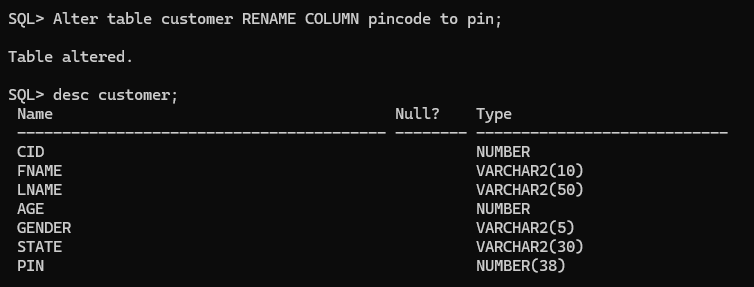 SQL> Alter table customer RENAME COLUMN pincode to pin;
Table altered.
SQL> desc customer;
Name Null? Type
----------------------------------------- -------- ----------------------------
CID NUMBER
FNAME VARCHAR2(10)
LNAME VARCHAR2(50)
AGE NUMBER
GENDER VARCHAR2(5)
STATE VARCHAR2(30)
PIN NUMBER(38)